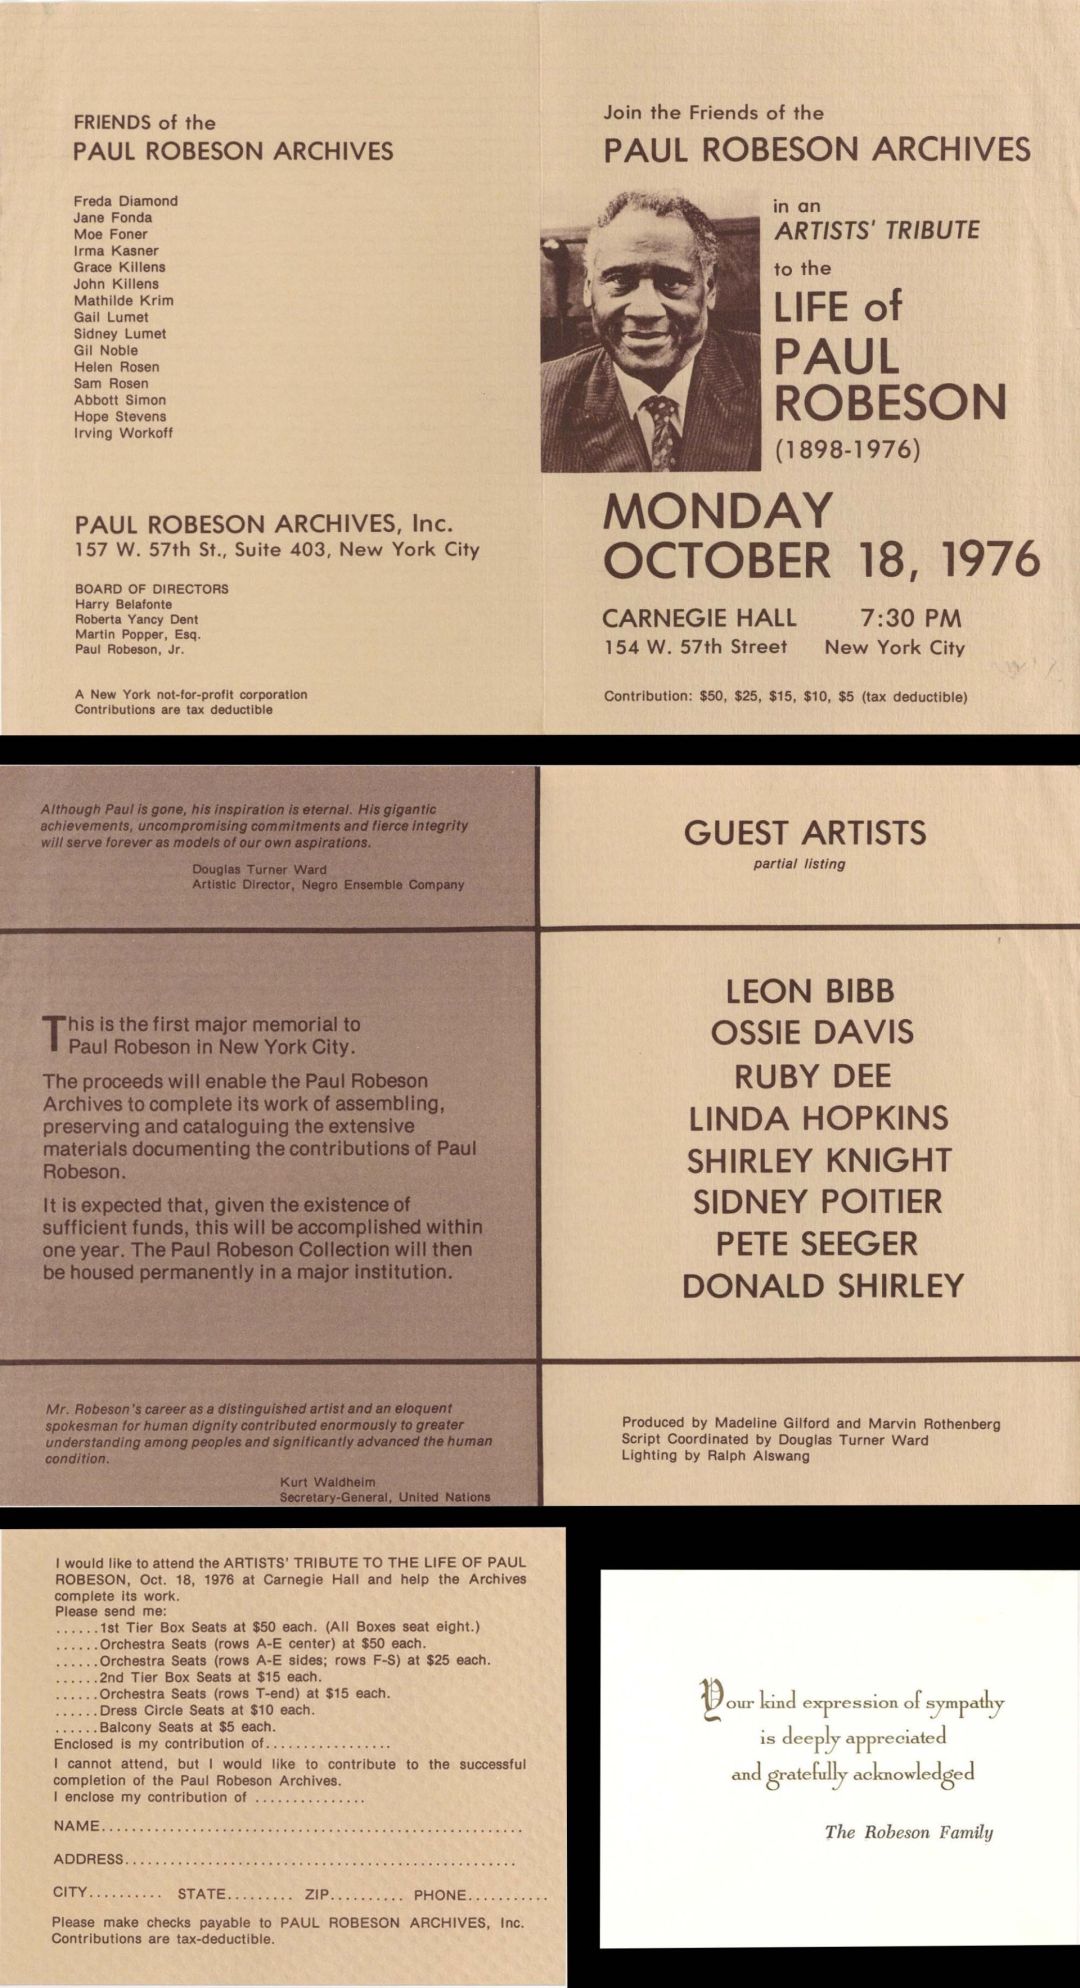 FRIENDS of the
PAUL ROBESON ARCHIVES
Freda Diamond
Jane Fonda
Moe Foner
Irma Kasner
Grace Killens
John Killens
Mathilde Krim
Gail Lumet
Sidney Lumet
Gil Noble
Helen Rosen
Sam Rosen
Abbott Simon
Hope Stevens
Irving Workoff
PAUL ROBESON ARCHIVES, Inc.
157 W. 57th St., Suite 403, New York City
BOARD OF DIRECTORS
Harry Belafonte
Roberta Yancy Dent
Martin Popper, Esq.
Paul Robeson, Jr.
A New York not-for-profit corporation
Contributions are tax deductible
Join the Friends of the
PAUL ROBESON ARCHIVES
in an
ARTISTS' TRIBUTE
to the
LIFE of
PAUL
ROBESON
(1898-1976)
MONDAY
OCTOBER 18, 1976
CARNEGIE HALL 7:30 PM
154 W. 57th Street New York City
Contribution: $50, $25, $15, $10, $5 (tax deductible)
Although Paul is gone, his inspiration is eternal. His gigantic
achievements, uncompromising commitments and fierce integrity
will serve forever as models of our own aspirations.
Douglas Turner Ward
Artistic Director, Negro Ensemble Company
This is the first major memorial to
Paul Robeson in New York City.
The proceeds will enable the Paul Robeson
Archives to complete its work of assembling,
preserving and cataloguing the extensive
materials documenting the contributions of Paul
Robeson.
It is expected that, given the existence of
sufficient funds, this will be accomplished within
one year. The Paul Robeson Collection will then
be housed permanently in a major institution.
Mr. Robeson's career as a distinguished artist and an eloquent
spokesman for human dignity contributed enormously to greater
understanding among peoples and significantly advanced the human
condition.
Kurt Waldheim
Secretary-General, United Nations
GUEST ARTISTS
partial listing
LEON BIBB
OSSIE DAVIS
RUBY DEE
LINDA HOPKINS
SHIRLEY KNIGHT
SIDNEY POITIER
PETE SEEGER
DONALD SHIRLEY
Produced by Madeline Gilford and Marvin Rothenberg
Script Coordinated by Douglas Turner Ward
Lighting by Ralph Alswang
I would like to attend the ARTISTS' TRIBUTE TO THE LIFE OF PAUL
ROBESON, Oct. 18, 1976 at Carnegie Hall and help the Archives
complete its work.
Please send me:
......1st Tier Box Seats at $50 each. (All Boxes seat eight.)
......Orchestra Seats (rows A-E center) at $50 each.
......Orchestra Seats (rows A-E sides; rows F-S) at $25 each.
......2nd Tier Box Seats at $15 each.
......Orchestra Seats (rows T-end) at $15 each.
......Dress Circle Seats at $10 each.
......Balcony Seats at $5 each.
Enclosed is my contribution of.................
I cannot attend, but I would like to contribute to the successful
completion of the Paul Robeson Archives.
I enclose my contribution of ...............
NAME.....................................................
ADDRESS.................................................
CITY.......... STATE......... ZIP.......... PHONE...........
Please make checks payable to PAUL ROBESON ARCHIVES, Inc.
Contributions are tax-deductible.
Your kind expression of sympathy
is deeply appreciated
and gratefully acknowledged
The Robeson Family